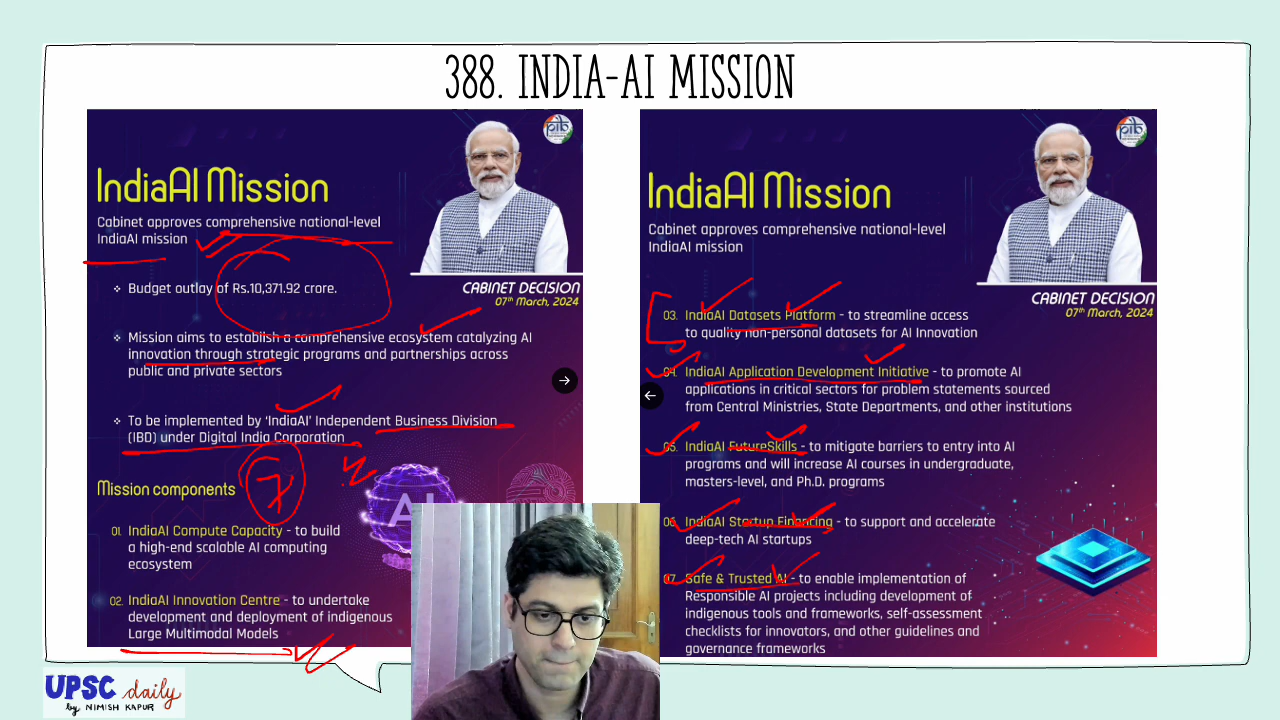 388. INDIA-AI MISSION
pib
IndiaAI Mission
Cabinet approves comprehensive national-level
IndiaAI mission
❖ Budget outlay of Rs.10,371.92 crore.
CABINET DECISION
07th March, 2024
❖ Mission aims to establish a comprehensive ecosystem catalyzing AI
innovation through strategic programs and partnerships across
public and private sectors
❖ To be implemented by 'IndiaAI' Independent Business Division
(IBD) under Digital India Corporation
7
Mission components
AI
01. IndiaAI Compute Capacity - to build
a high-end scalable AI computing
ecosystem
02. IndiaAI Innovation Centre - to undertake
development and deployment of indigenous
Large Multimodal Models
pib
IndiaAI Mission
Cabinet approves comprehensive national-level
IndiaAI mission
CABINET DECISION
07th March, 2024
03. IndiaAI Datasets Platform - to streamline access
to quality non-personal datasets for AI Innovation
04. IndiaAI Application Development Initiative - to promote AI
applications in critical sectors for problem statements sourced
from Central Ministries, State Departments, and other institutions
05. IndiaAI FutureSkills - to mitigate barriers to entry into AI
programs and will increase AI courses in undergraduate,
masters-level, and Ph.D. programs
06. IndiaAI Startup Financing - to support and accelerate
deep-tech AI startups
07. Safe & Trusted AI - to enable implementation of
Responsible AI projects including development of
indigenous tools and frameworks, self-assessment
checklists for innovators, and other guidelines and
governance frameworks
UPSC daily
by NIMISH KAPUR